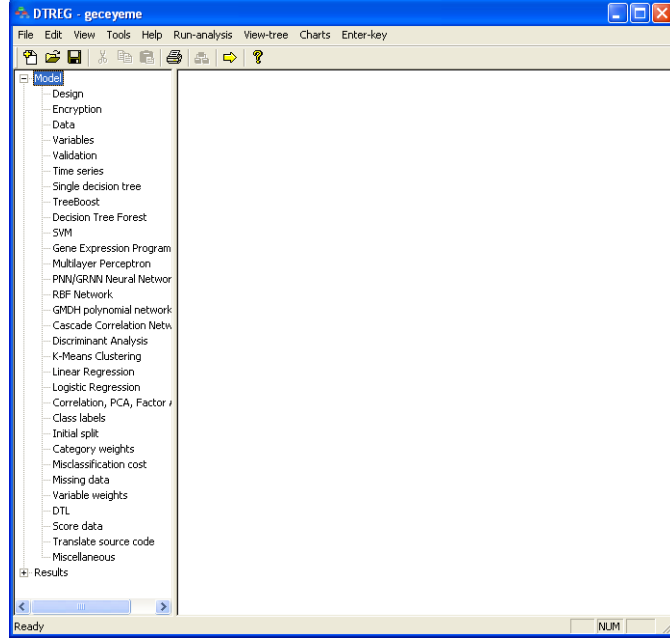 DTREG - geceyeme
File Edit View Tools Help Run-analysis View-tree Charts Enter-key
Model
Design
Encryption
Data
Variables
Validation
Time series
Single decision tree
TreeBoost
Decision Tree Forest
SVM
Gene Expression Program
Multilayer Perceptron
PNN/GRNN Neural Networ
RBF Network
GMDH polynomial network
Cascade Correlation Netw
Discriminant Analysis
K-Means Clustering
Linear Regression
Logistic Regression
Correlation, PCA, Factor
Class labels
Initial split
Category weights
Misclassification cost
Missing data
Variable weights
DTL
Score data
Translate source code
Miscellaneous
Results
Ready NUM